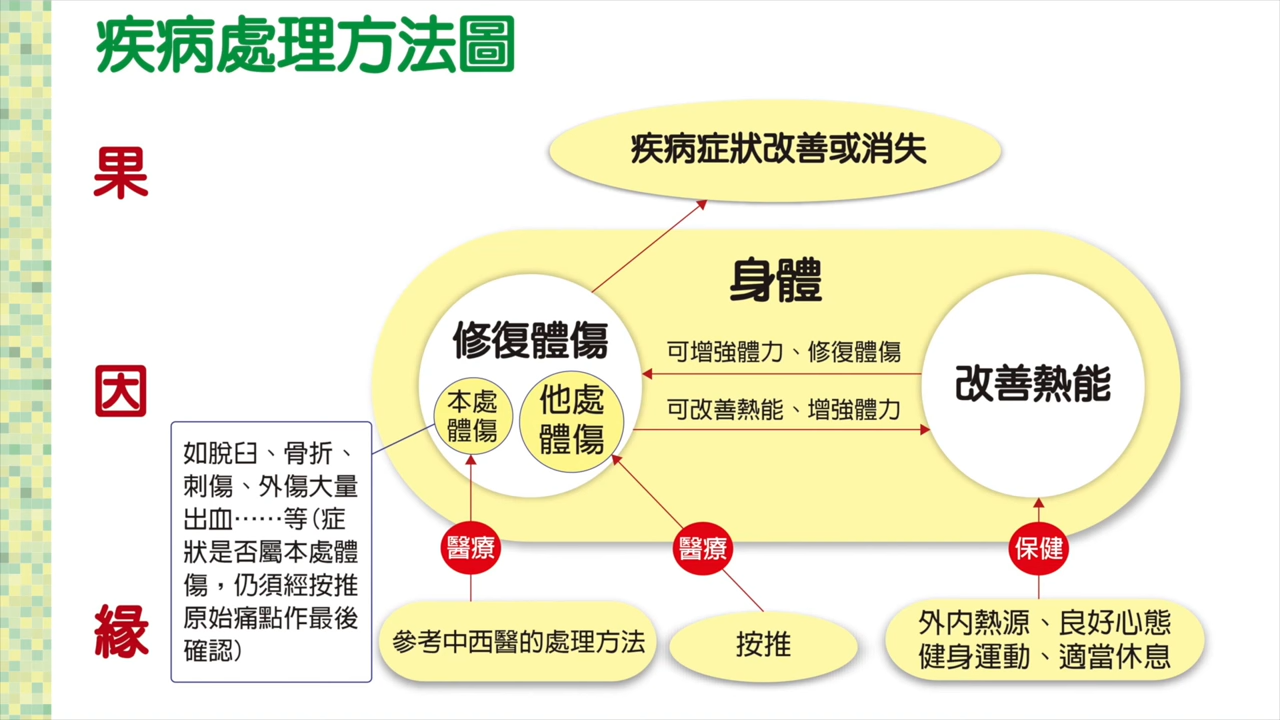 疾病處理方法圖
果
疾病症狀改善或消失
身體
修復體傷
可增強體力、修復體傷
改善熱能
可改善熱能、增強體力
本處
體傷
他處
體傷
因
如脫臼、骨折、
刺傷、外傷大量
出血……等(症
狀是否屬本處體
傷，仍須經按推
原始痛點作最後
確認)
醫療
醫療
保健
緣
參考中西醫的處理方法
按推
外內熱源、良好心態
健身運動、適當休息